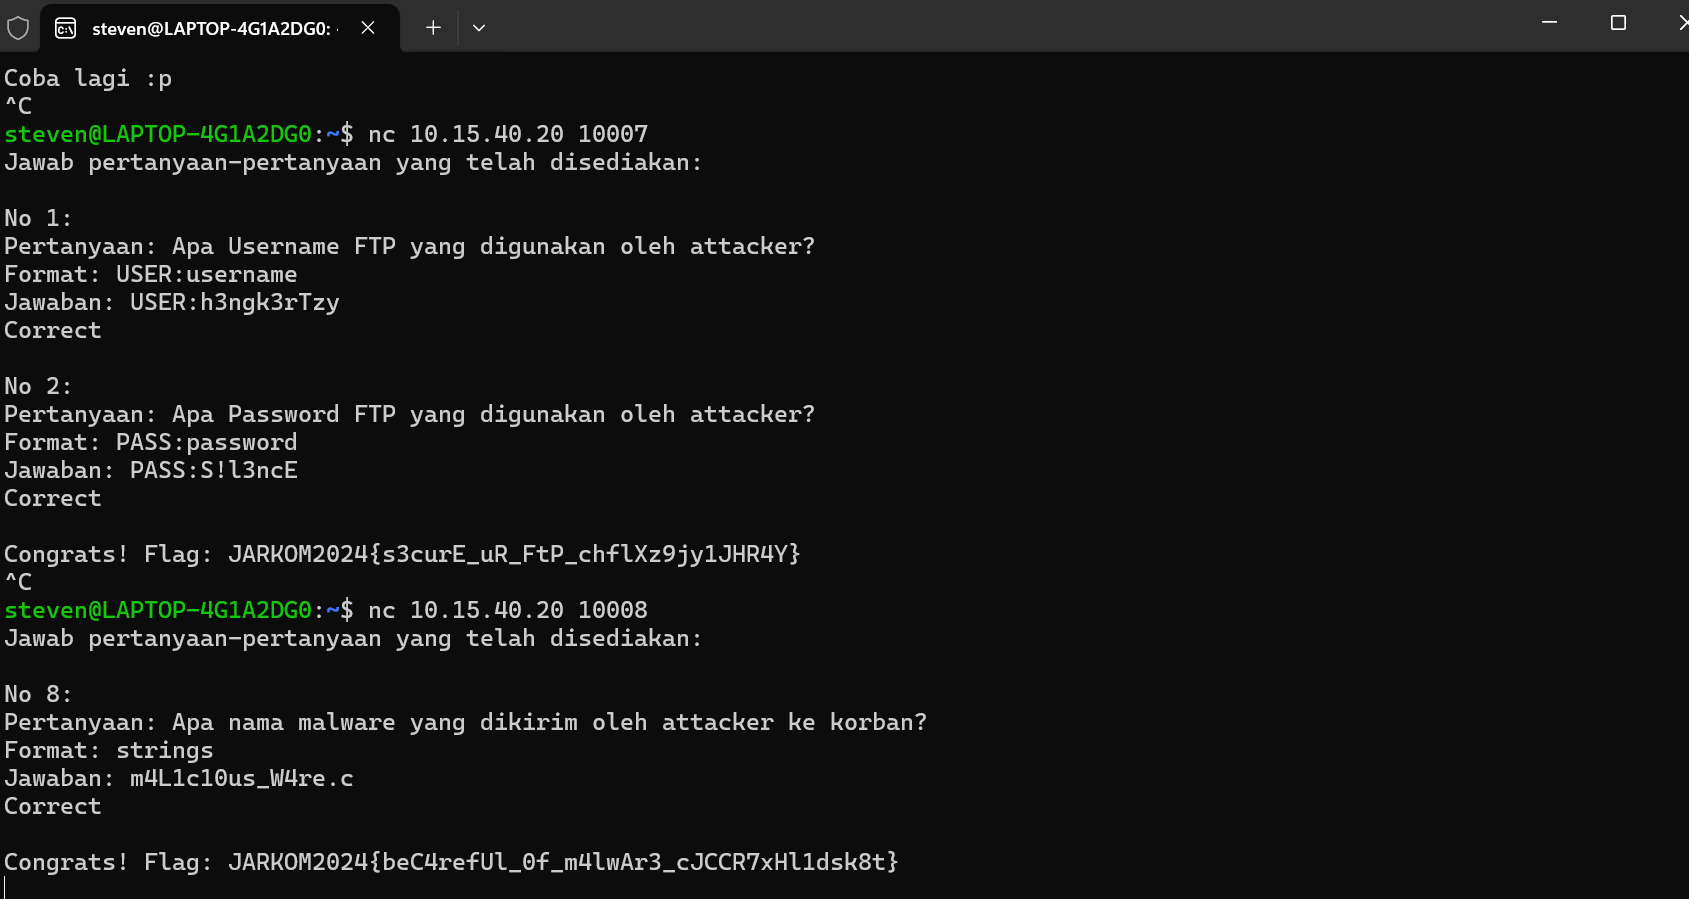 steven@LAPTOP-4G1A2DG0: ·
Coba lagi :p
^C
steven@LAPTOP-4G1A2DG0:~$ nc 10.15.40.20 10007
Jawab pertanyaan-pertanyaan yang telah disediakan:
No 1:
Pertanyaan: Apa Username FTP yang digunakan oleh attacker?
Format: USER:username
Jawaban: USER:h3ngk3rTzy
Correct
No 2:
Pertanyaan: Apa Password FTP yang digunakan oleh attacker?
Format: PASS:password
Jawaban: PASS:S!l3ncE
Correct
Congrats! Flag: JARKOM2024{s3curE_uR_FtP_chflXz9jy1JHR4Y}
^C
steven@LAPTOP-4G1A2DG0:~$ nc 10.15.40.20 10008
Jawab pertanyaan-pertanyaan yang telah disediakan:
No 8:
Pertanyaan: Apa nama malware yang dikirim oleh attacker ke korban?
Format: strings
Jawaban: m4L1c10us_W4re.c
Correct
Congrats! Flag: JARKOM2024{beC4refUl_0f_m4lwAr3_cJCCR7xHl1dsk8t}